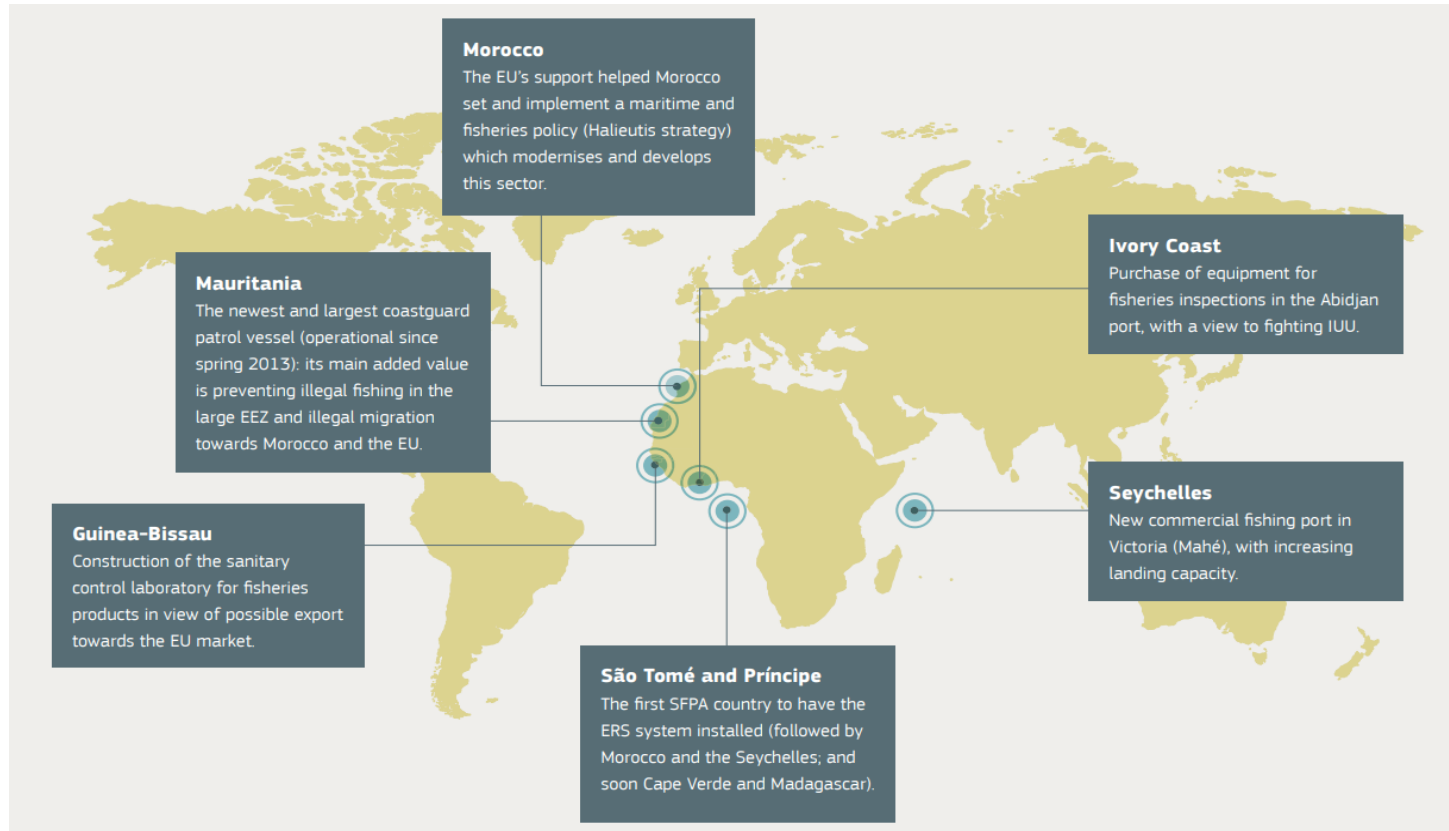 Morocco
The EU's support helped Morocco
set and implement a maritime and
fisheries policy (Halieutis strategy)
which modernises and develops
this sector.
Mauritania
The newest and largest coastguard
patrol vessel (operational since
spring 2013): its main added value
is preventing illegal fishing in the
large EEZ and illegal migration
towards Morocco and the EU.
Ivory Coast
Purchase of equipment for
fisheries inspections in the Abidjan
port, with a view to fighting IUU.
Guinea-Bissau
Construction of the sanitary
control laboratory for fisheries
products in view of possible export
towards the EU market.
Seychelles
New commercial fishing port in
Victoria (Mahé), with increasing
landing capacity.
São Tomé and Príncipe
The first SFPA country to have the
ERS system installed (followed by
Morocco and the Seychelles; and
soon Cape Verde and Madagascar).